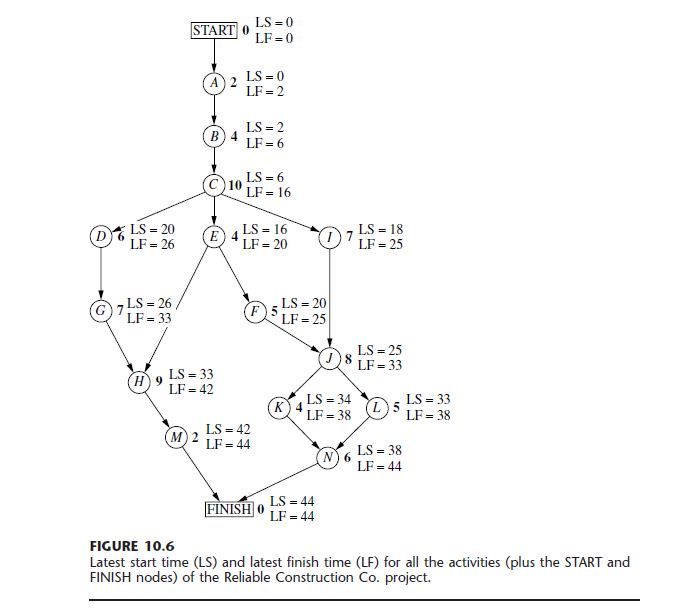 START 0 LS = 0
LF = 0
A 2 LS = 0
LF = 2
B 4 LS = 2
LF = 6
C 10 LS = 6
LF = 16
D 6 LS = 20
LF = 26
E 4 LS = 16
LF = 20
I 7 LS = 18
LF = 25
G 7 LS = 26
LF = 33
F 5 LS = 20
LF = 25
J 8 LS = 25
LF = 33
H 9 LS = 33
LF = 42
K 4 LS = 34
LF = 38
L 5 LS = 33
LF = 38
M 2 LS = 42
LF = 44
N 6 LS = 38
LF = 44
FINISH 0 LS = 44
LF = 44
FIGURE 10.6
Latest start time (LS) and latest finish time (LF) for all the activities (plus the START and
FINISH nodes) of the Reliable Construction Co. project.